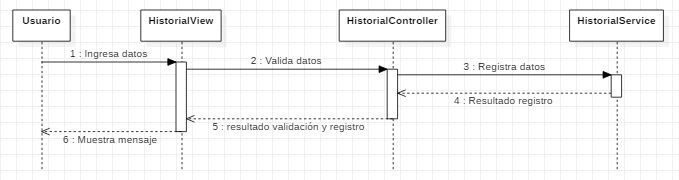 Usuario
HistorialView
HistorialController
HistorialService
1 : Ingresa datos
2 : Valida datos
3 : Registra datos
4 : Resultado registro
5 : resultado validación y registro
6 : Muestra mensaje